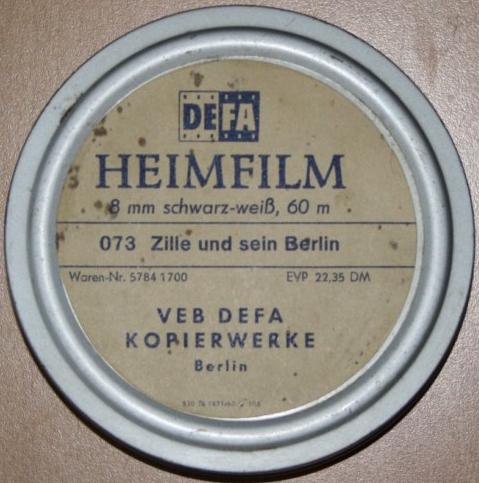 DEFA
HEIMFILM
8 mm schwarz-weiß, 60 m
073 Zille und sein Berlin
Waren-Nr. 5784 1700 EVP 22,35 DM
VEB DEFA
KOPIERWERKE
Berlin